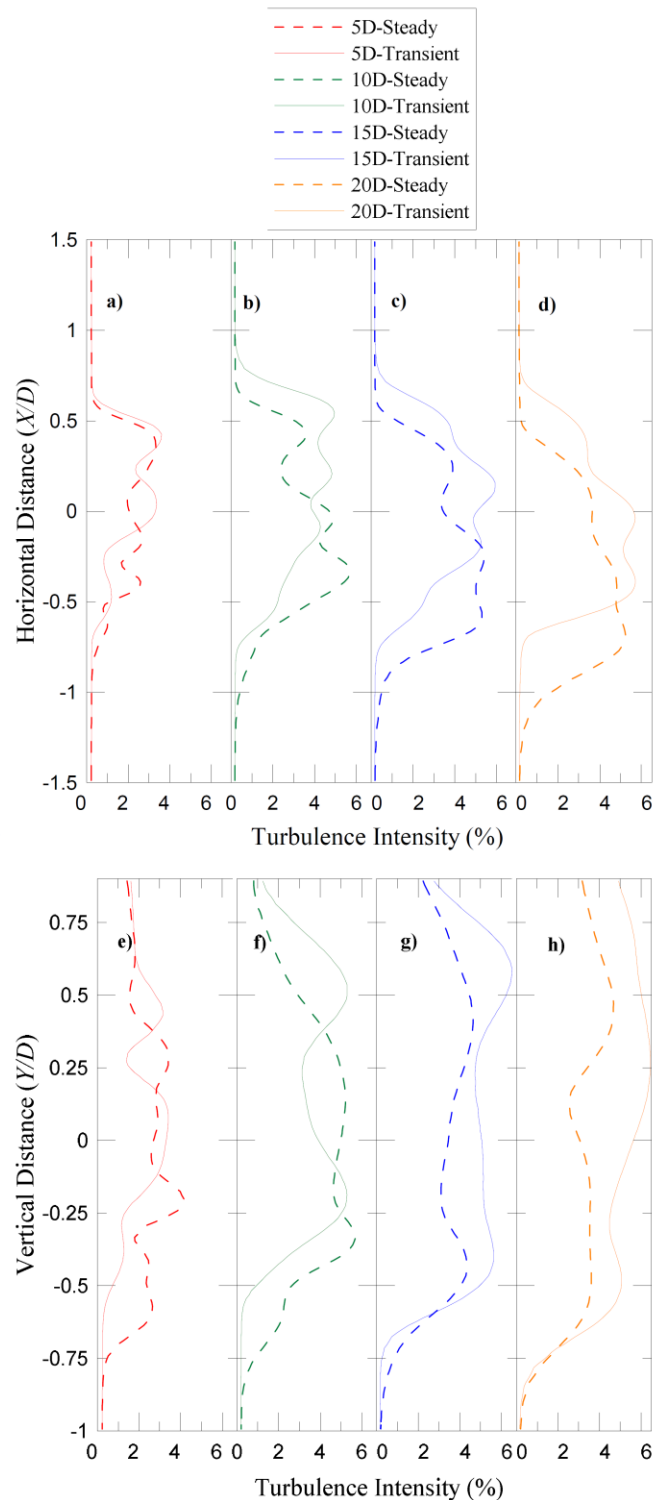 5D-Steady
5D-Transient
10D-Steady
10D-Transient
15D-Steady
15D-Transient
20D-Steady
20D-Transient
1.5
a)
b)
c)
d)
1
0.5
0
-0.5
-1
-1.5
Horizontal Distance (X/D)
0 2 4 6 0 2 4 6 0 2 4 6 0 2 4 6
Turbulence Intensity (%)
0.75
e)
f)
g)
h)
0.5
0.25
0
-0.25
-0.5
-0.75
-1
Vertical Distance (Y/D)
0 2 4 6 0 2 4 6 0 2 4 6 0 2 4 6
Turbulence Intensity (%)